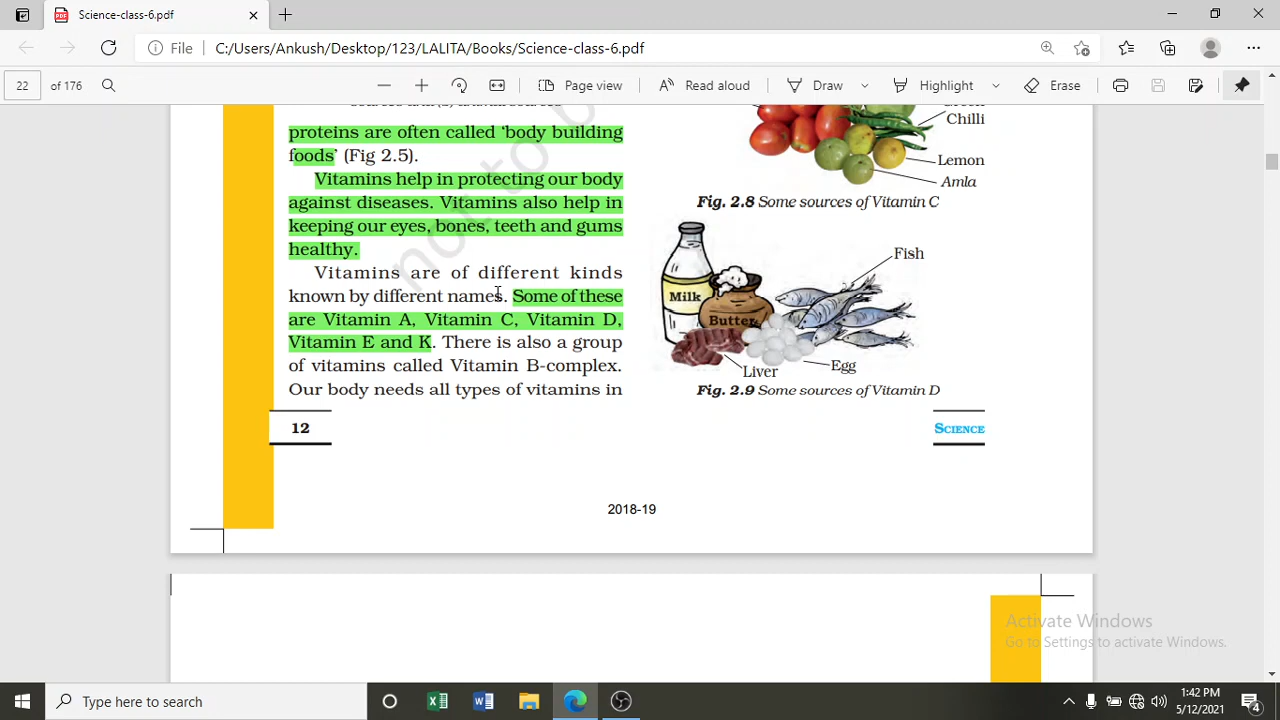 Science-class-6.pdf
File
C:/Users/Ankush/Desktop/123/LALITA/Books/Science-class-6.pdf
22 of 176
Page view
Read aloud
Draw
Highlight
Erase
proteins are often called 'body building
foods' (Fig 2.5).
Vitamins help in protecting our body
against diseases. Vitamins also help in
keeping our eyes, bones, teeth and gums
healthy.
Vitamins are of different kinds
known by different names. Some of these
are Vitamin A, Vitamin C, Vitamin D,
Vitamin E and K. There is also a group
of vitamins called Vitamin B-complex.
Our body needs all types of vitamins in
12
Chilli
Lemon
Amla
Fig. 2.8 Some sources of Vitamin C
Fish
Milk
Butter
Liver
Egg
Fig. 2.9 Some sources of Vitamin D
SCIENCE
not to b
2018-19
Activate Windows
Go to Settings to activate Windows.
Type here to search
1:42 PM
5/12/2021
4